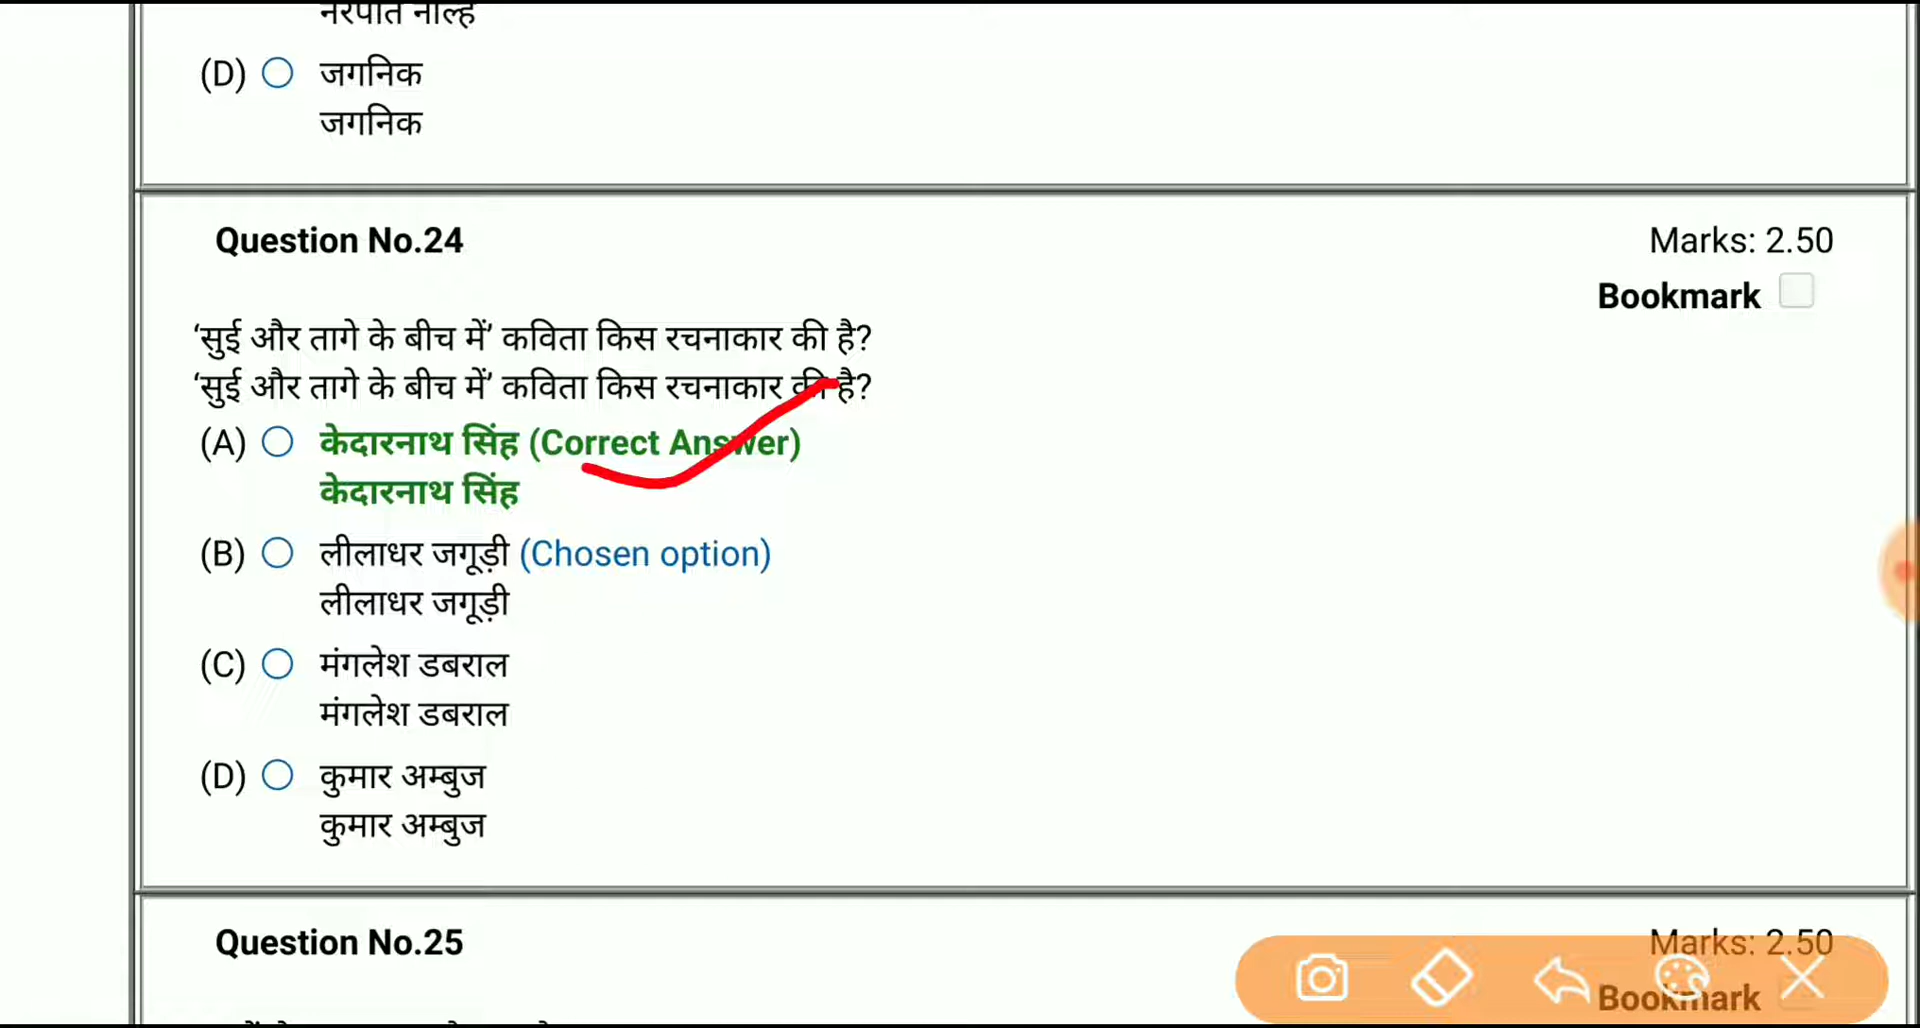 नरपति नाल्ह
(D) जगनिक
जगनिक
Question No.24 Marks: 2.50
Bookmark
‘सुई और तागे के बीच में’ कविता किस रचनाकार की है?
‘सुई और तागे के बीच में’ कविता किस रचनाकार की है?
(A) केदारनाथ सिंह (Correct Answer)
केदारनाथ सिंह
(B) लीलाधर जगूड़ी (Chosen option)
लीलाधर जगूड़ी
(C) मंगलेश डबराल
मंगलेश डबराल
(D) कुमार अम्बुज
कुमार अम्बुज
Question No.25 Marks: 2.50
Bookmark